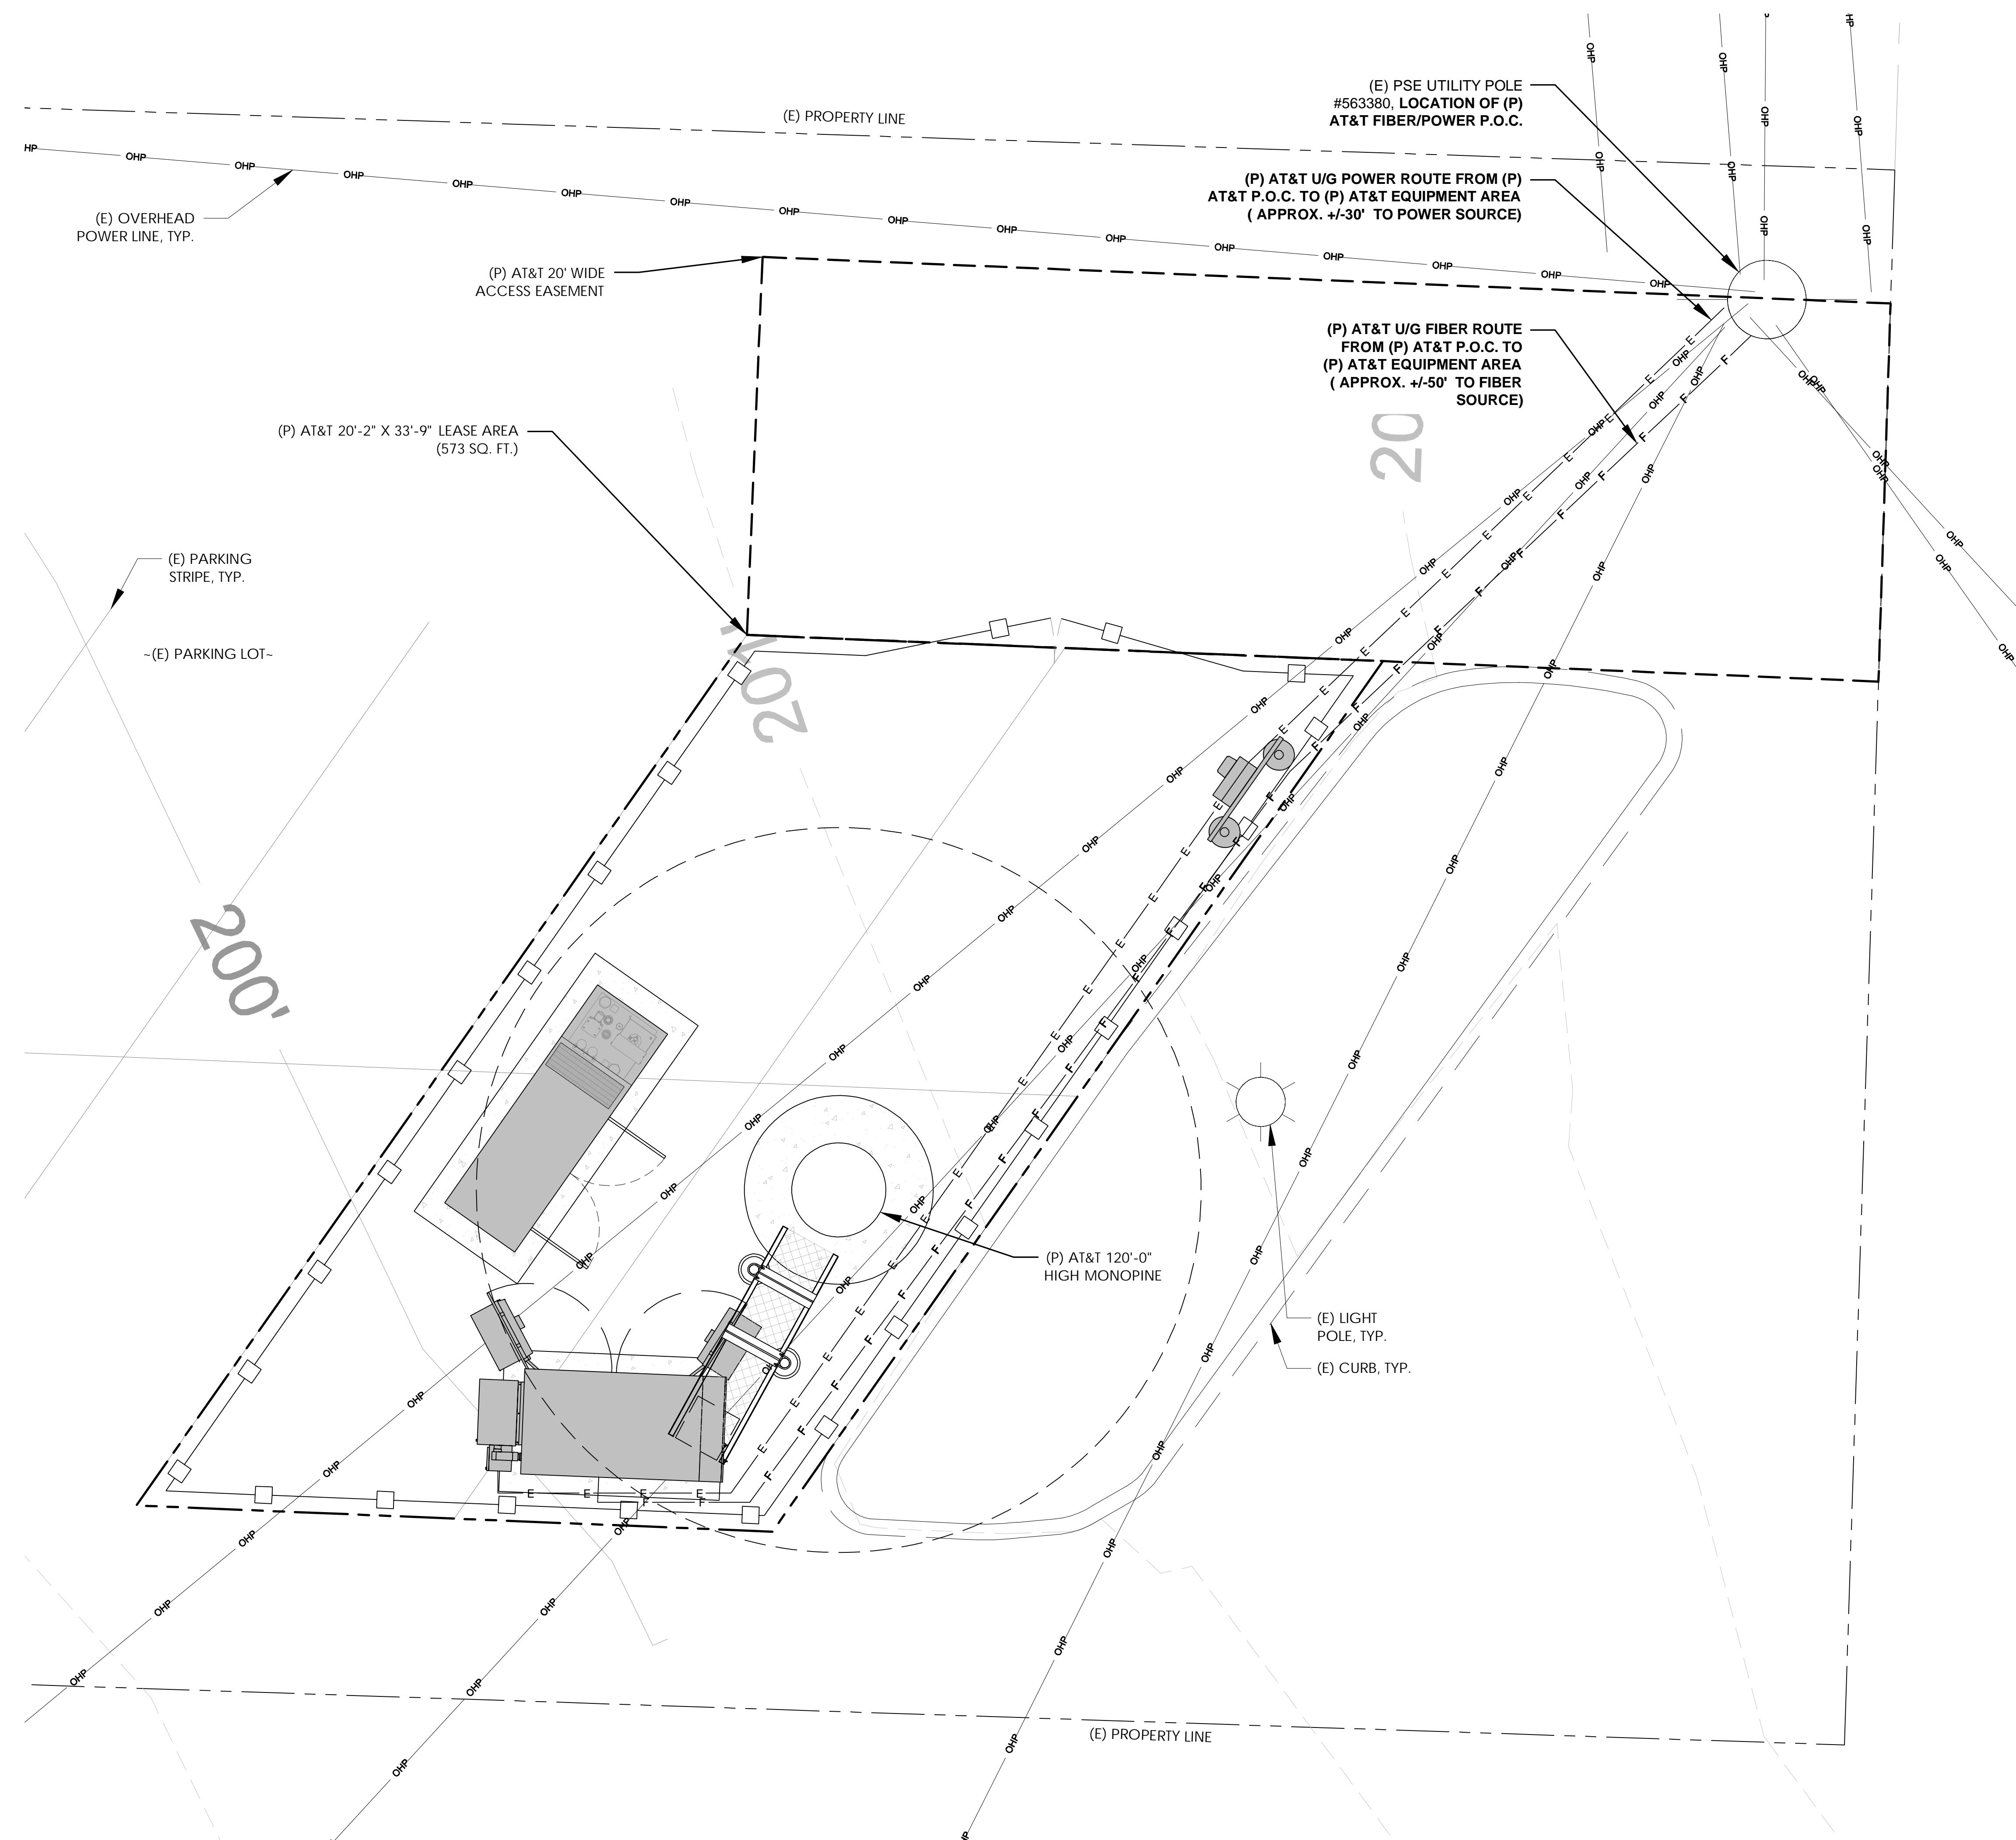 (E) PSE UTILITY POLE
#563380, LOCATION OF (P)
AT&T FIBER/POWER P.O.C.
(E) PROPERTY LINE
(P) AT&T U/G POWER ROUTE FROM (P)
AT&T P.O.C. TO (P) AT&T EQUIPMENT AREA
( APPROX. +/-30' TO POWER SOURCE)
(E) OVERHEAD
POWER LINE, TYP.
(P) AT&T 20' WIDE
ACCESS EASEMENT
(P) AT&T U/G FIBER ROUTE
FROM (P) AT&T P.O.C. TO
(P) AT&T EQUIPMENT AREA
( APPROX. +/-50' TO FIBER
SOURCE)
(P) AT&T 20'-2" X 33'-9" LEASE AREA
(573 SQ. FT.)
(E) PARKING
STRIPE, TYP.
~(E) PARKING LOT~
200'
(P) AT&T 120'-0"
HIGH MONOPINE
(E) LIGHT
POLE, TYP.
(E) CURB, TYP.
(E) PROPERTY LINE
OHP
E
F